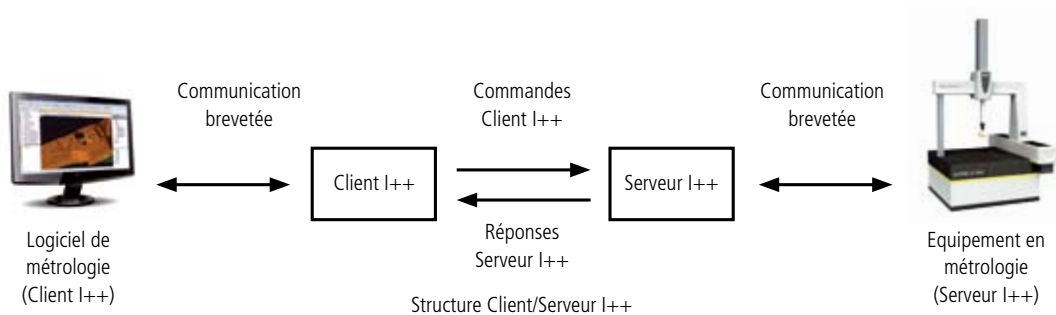 Communication
brevetée
Commandes
Client I++
Communication
brevetée
Client I++
Serveur I++
Réponses
Serveur I++
Logiciel de
métrologie
(Client I++)
Equipement en
métrologie
(Serveur I++)
Structure Client/Serveur I++